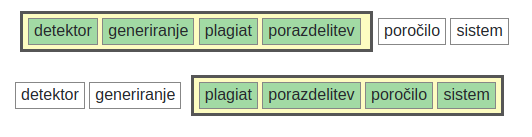 detektor generiranje plagiat porazdelitev poročilo sistem
detektor generiranje plagiat porazdelitev poročilo sistem